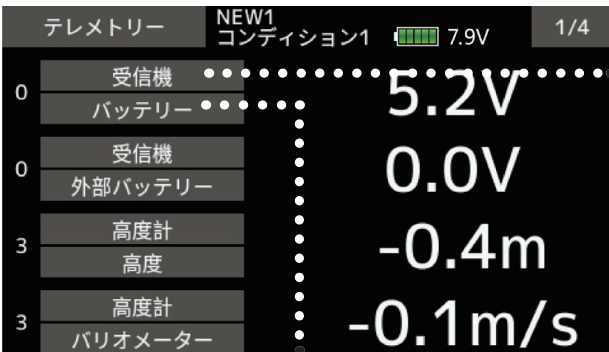 テレメトリー
NEW1
コンディション1
7.9V
1/4
0
受信機
バッテリー
5.2V
0
受信機
外部バッテリー
0.0V
3
高度計
高度
-0.4m
3
高度計
バリオメーター
-0.1m/s